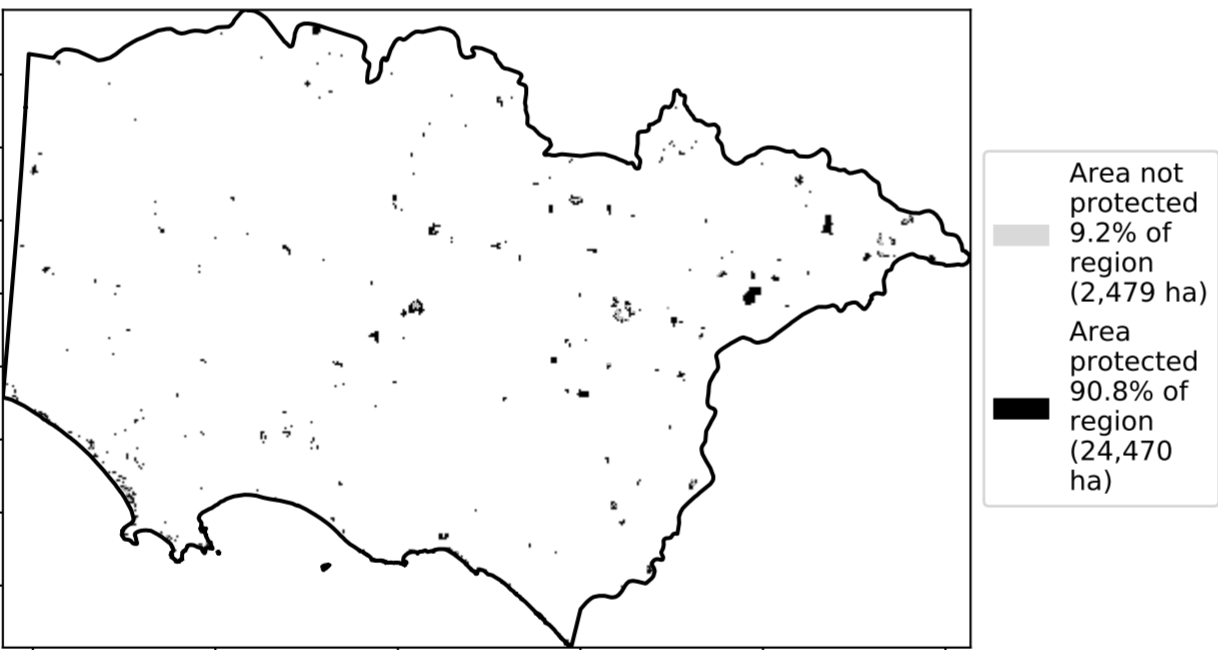 Area not
protected
9.2% of
region
(2,479 ha)
Area
protected
90.8% of
region
(24,470
ha)